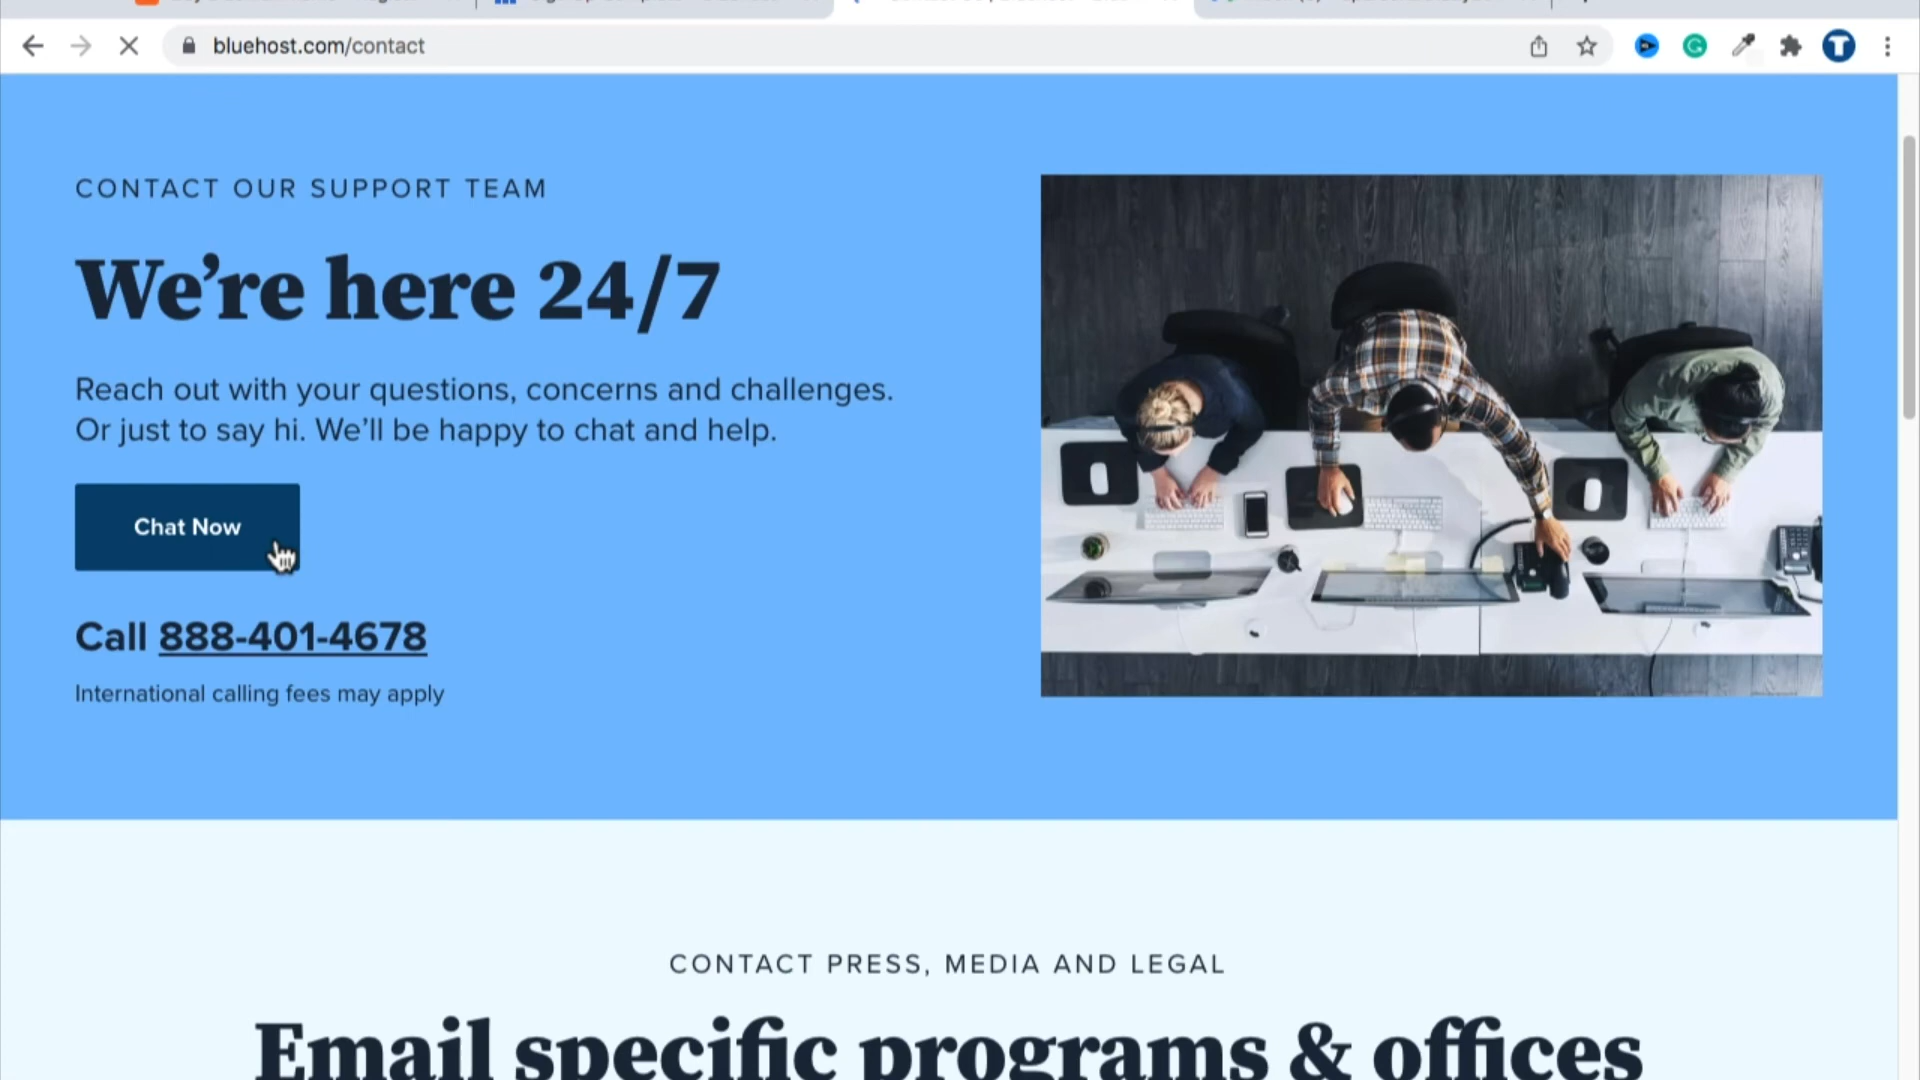 bluehost.com/contact
CONTACT OUR SUPPORT TEAM
We're here 24/7
Reach out with your questions, concerns and challenges.
Or just to say hi. We'll be happy to chat and help.
Chat Now
Call 888-401-4678
International calling fees may apply
CONTACT PRESS, MEDIA AND LEGAL
Email specific programs & offices